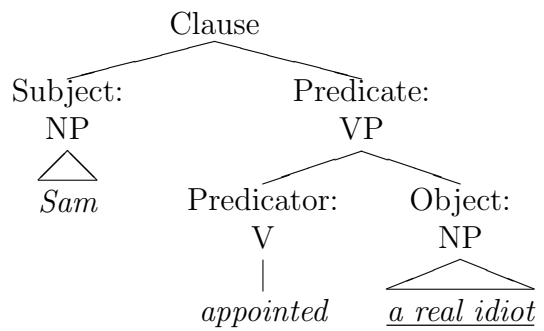 Clause
Subject: Predicate:
NP VP
Sam Predicator: Object:
V NP
appointed a real idiot